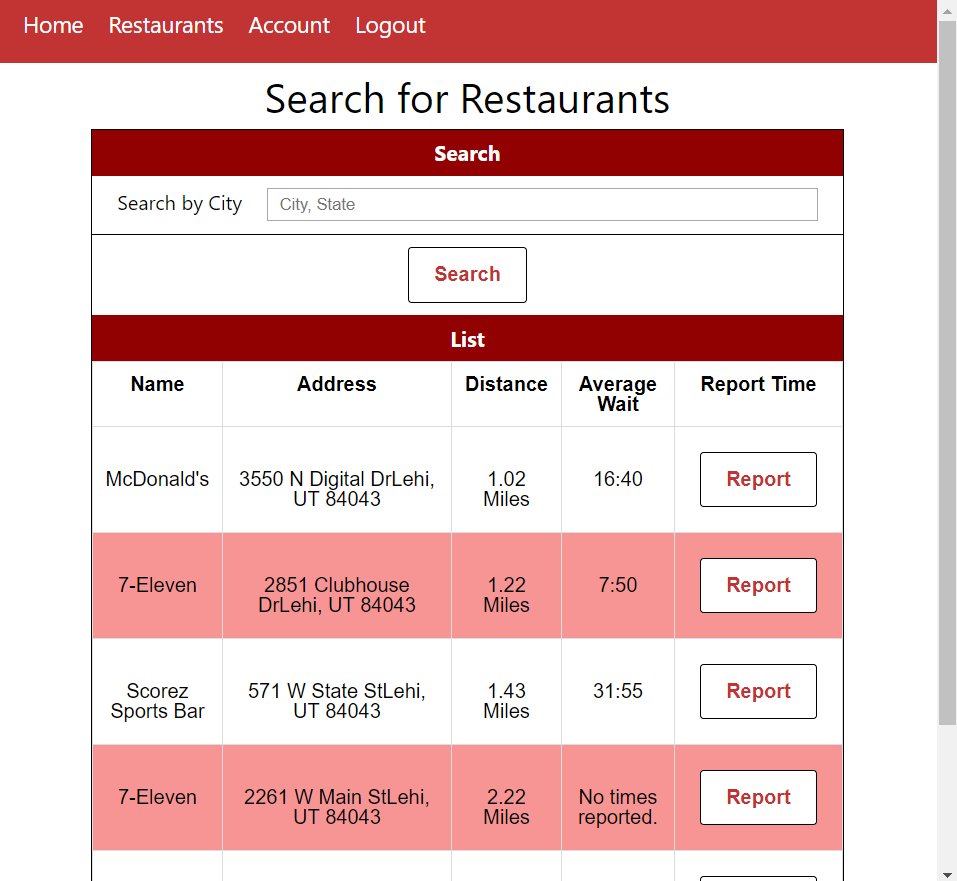 Home Restaurants Account Logout
Search for Restaurants
Search
Search by City City, State
Search
List
Name Address Distance Average Wait Report Time
McDonald's 3550 N Digital DrLehi, UT 84043 1.02 Miles 16:40 Report
7-Eleven 2851 Clubhouse DrLehi, UT 84043 1.22 Miles 7:50 Report
Scorez Sports Bar 571 W State StLehi, UT 84043 1.43 Miles 31:55 Report
7-Eleven 2261 W Main StLehi, UT 84043 2.22 Miles No times reported. Report